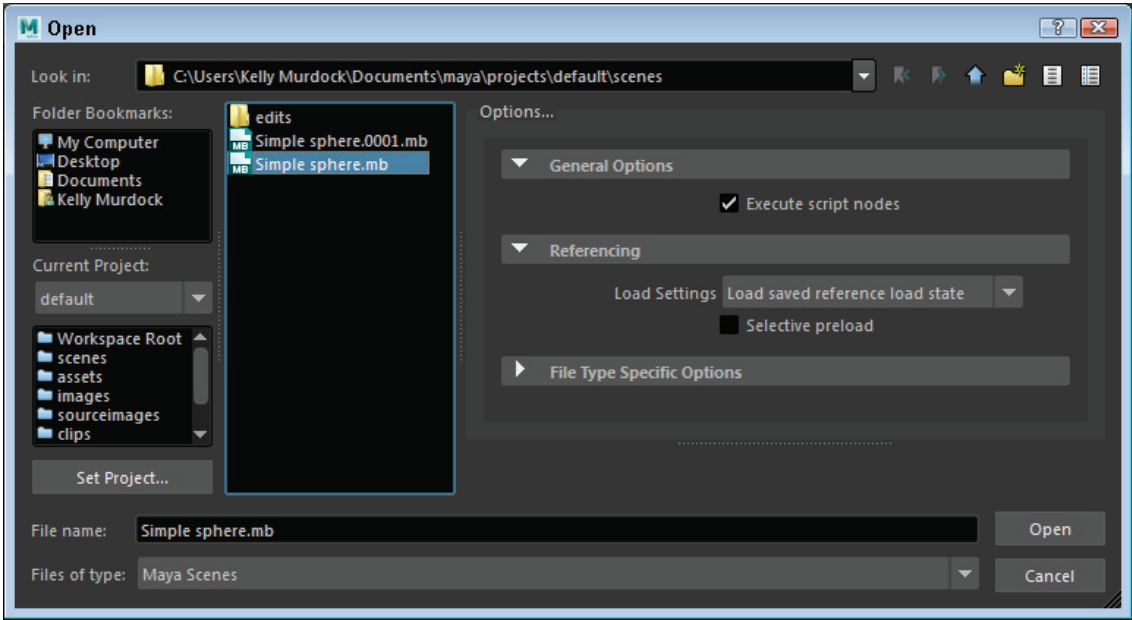 Open
Look in:
C:\Users\Kelly Murdock\Documents\maya\projects\default\scenes
Folder Bookmarks:
My Computer
Desktop
Documents
Kelly Murdock
Current Project:
default
Workspace Root
scenes
assets
images
sourceimages
clips
Set Project...
edits
MB Simple sphere.0001.mb
MB Simple sphere.mb
Options...
General Options
Execute script nodes
Referencing
Load Settings Load saved reference load state
Selective preload
File Type Specific Options
File name: Simple sphere.mb
Open
Files of type: Maya Scenes
Cancel